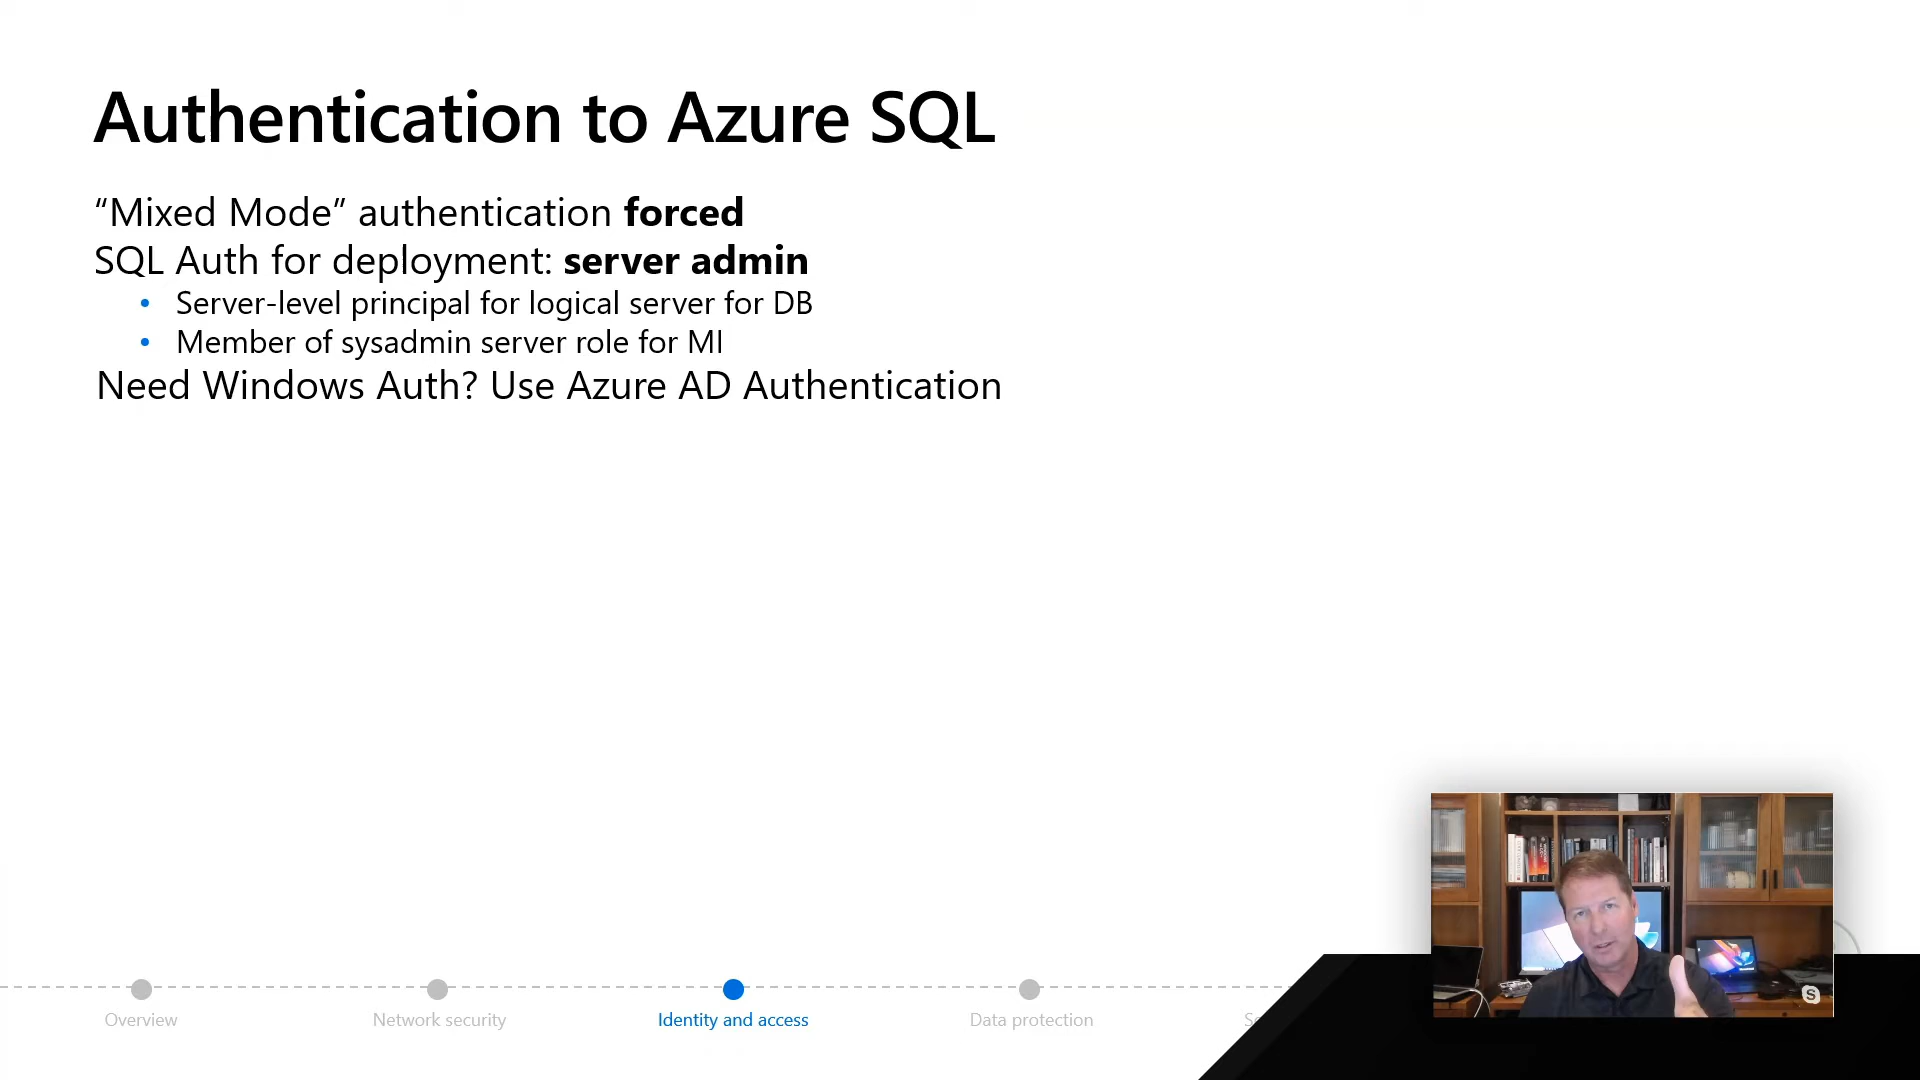 Authentication to Azure SQL
“Mixed Mode” authentication forced
SQL Auth for deployment: server admin
• Server-level principal for logical server for DB
• Member of sysadmin server role for MI
Need Windows Auth? Use Azure AD Authentication
Overview
Network security
Identity and access
Data protection